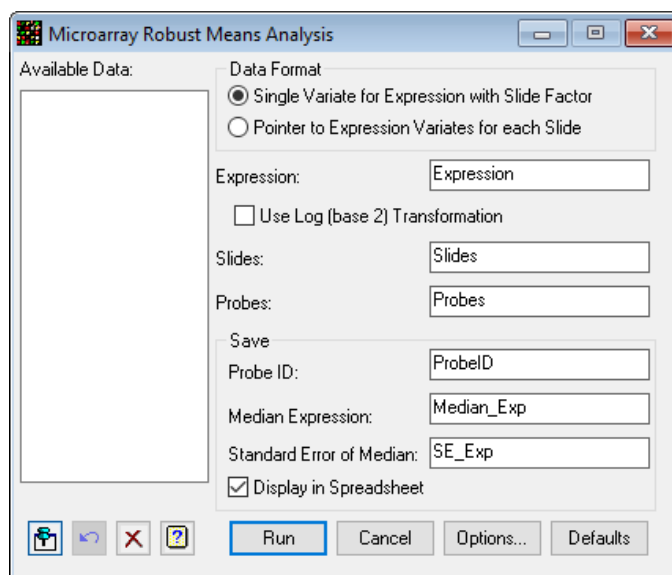 Microarray Robust Means Analysis
Available Data:
Data Format
Single Variate for Expression with Slide Factor
Pointer to Expression Variates for each Slide
Expression: Expression
Use Log (base 2) Transformation
Slides: Slides
Probes: Probes
Save
Probe ID: ProbeID
Median Expression: Median_Exp
Standard Error of Median: SE_Exp
Display in Spreadsheet
Run Cancel Options... Defaults